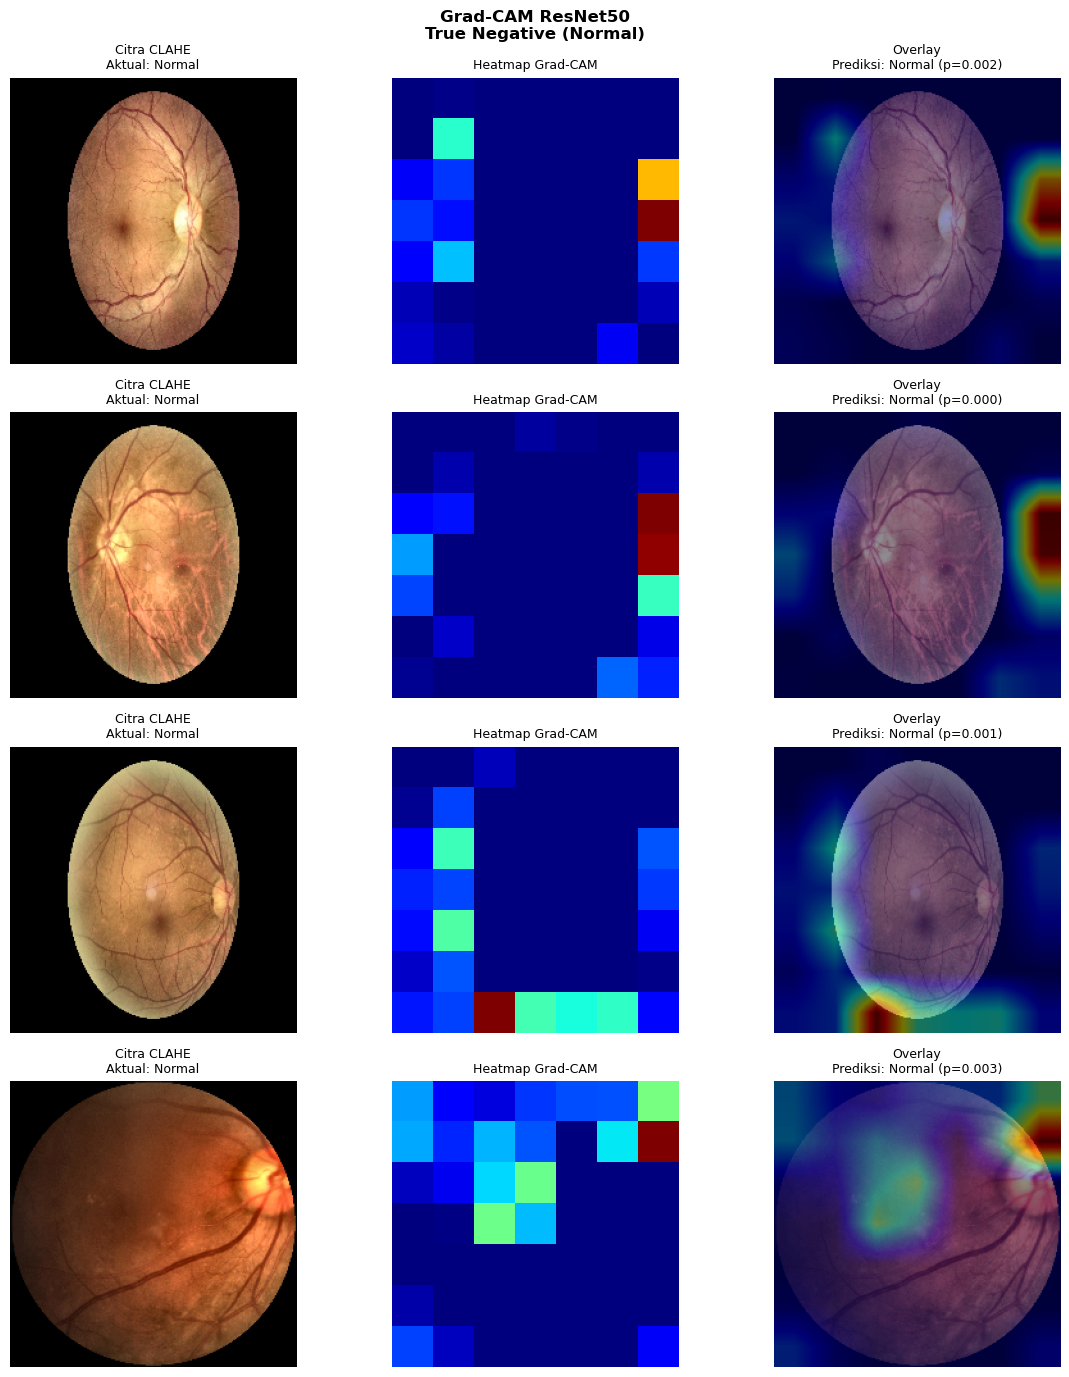 Grad-CAM ResNet50
True Negative (Normal)
Citra CLAHE
Aktual: Normal
Heatmap Grad-CAM
Overlay
Prediksi: Normal (p=0.002)
Citra CLAHE
Aktual: Normal
Heatmap Grad-CAM
Overlay
Prediksi: Normal (p=0.000)
Citra CLAHE
Aktual: Normal
Heatmap Grad-CAM
Overlay
Prediksi: Normal (p=0.001)
Citra CLAHE
Aktual: Normal
Heatmap Grad-CAM
Overlay
Prediksi: Normal (p=0.003)